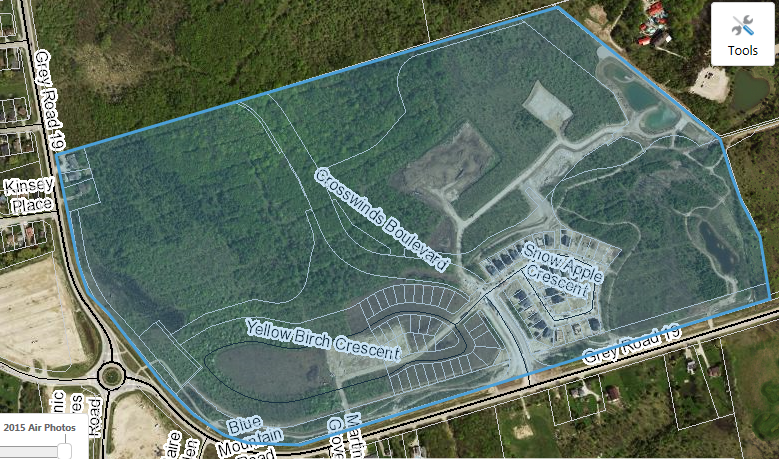 Tools
Grey Road 19
Kinsey
Place
Crosswinds Boulevard
Snow Apple
Crescent
Yellow Birch Crescent
Grey Road 19
Blue
Mountain
Road
2015 Air Photos